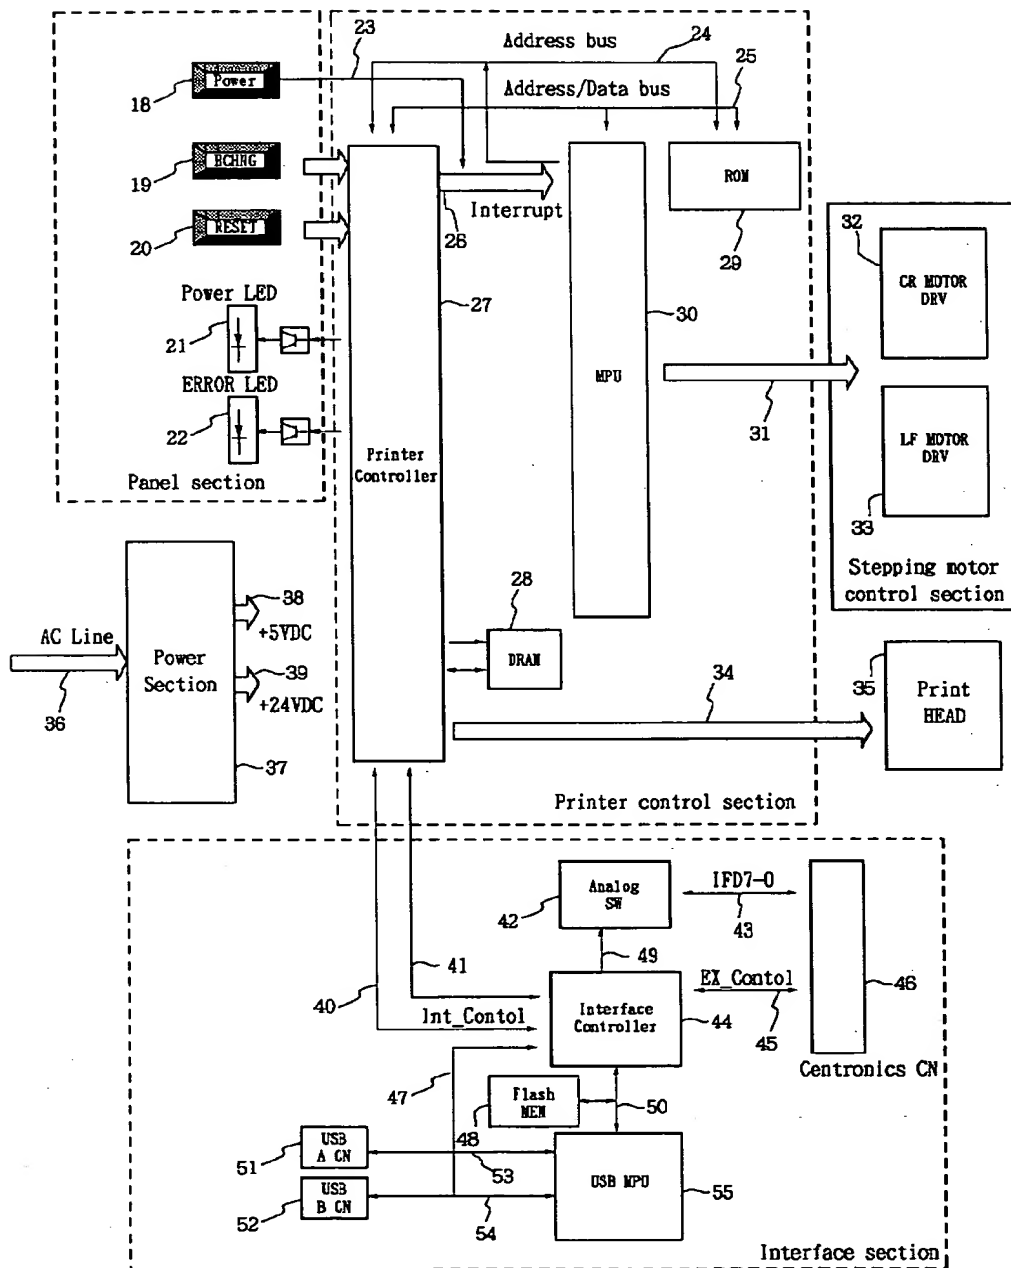 23
Address bus
24
25
18
Power
Address/Data bus
19
BCHNG
ROM
Interrupt
26
20
RESET
29
32
CR MOTOR
DRV
Power LED
21
27
30
MPU
31
ERROR LED
22
LF MOTOR
DRV
33
Printer
Controller
Panel section
Stepping motor
control section
38
28
+5VDC
DRAM
AC Line
Power
Section
39
34
35
Print
HEAD
36
+24VDC
37
Printer control section
Analog
SW
IFD7-0
42
43
41
49
EX_Contol
46
40
Int_Contol
Interface
Controller
44
45
Centronics CN
47
Flash
MEM
50
48
51
USB
A CN
53
USB MPU
55
52
USB
B CN
54
Interface section